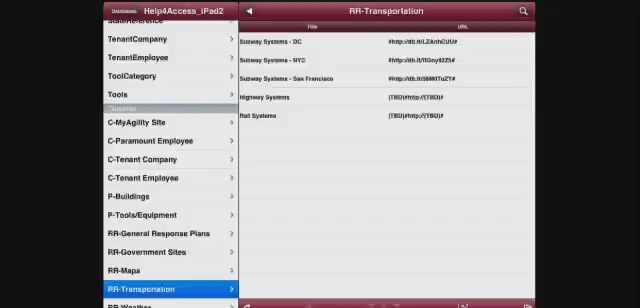 Databases Help4Access_iPad2
TenantCompany
TenantEmployee
ToolCategory
Tools
C-MyAgility Site
C-Paramount Employee
C-Tenant Company
C-Tenant Employee
P-Buildings
P-Tools/Equipment
RR-General Response Plans
RR-Government Sites
RR-Maps
RR-Transportation
RR-Weather
RR-Transportation
Title URL
Subway Systems - DC
Subway Systems - NYC
Subway Systems - San Francisco
Highway Systems (TBD)#http://(TBD)#
Rail Systems (TBD)#http://(TBD)#